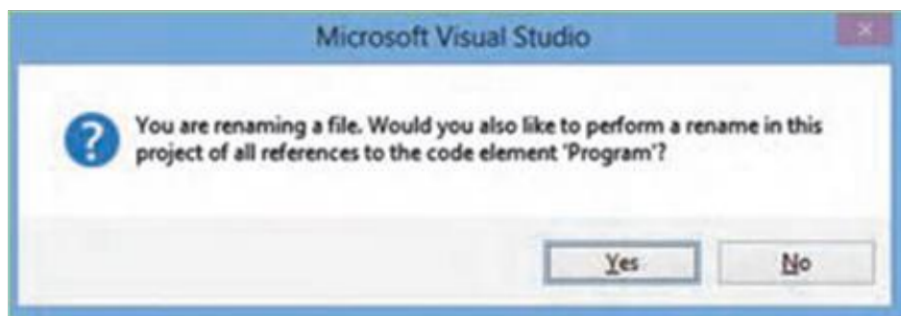 Microsoft Visual Studio
You are renaming a file. Would you also like to perform a rename in this
project of all references to the code element 'Program'?
Yes
No